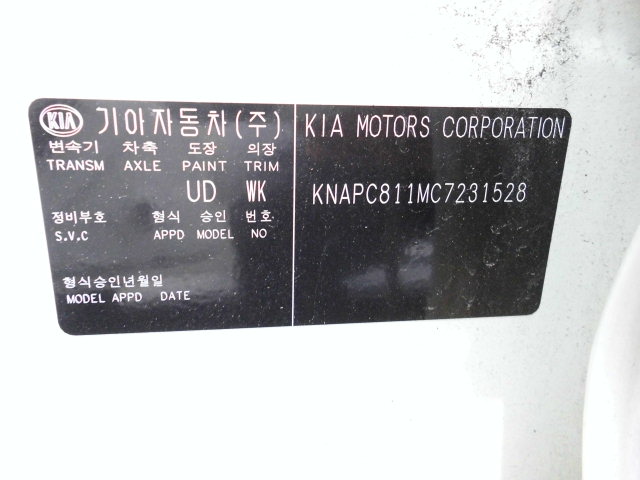 KIA 기아자동차(주)
변속기 차축 도장 의장
TRANSM AXLE PAINT TRIM
UD WK
정비부호 형식 승인 번호
S.V.C APPD MODEL NO
형식승인년월일
MODEL APPD DATE
KIA MOTORS CORPORATION
KNAPC811MC7231528